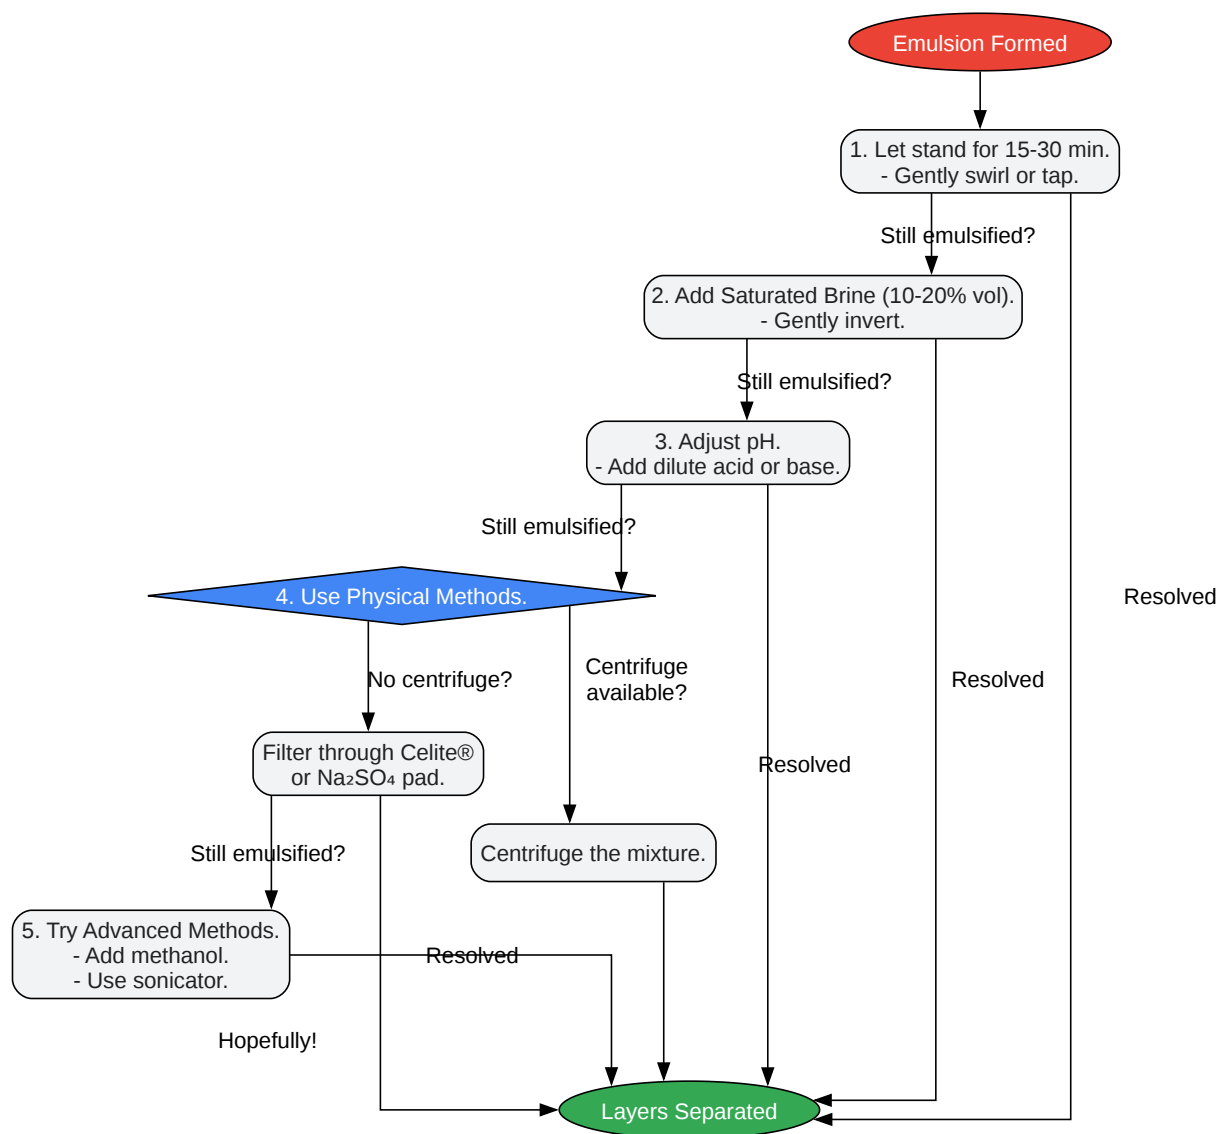 Emulsion Formed
1. Let stand for 15-30 min.
- Gently swirl or tap.
Still emulsified?
2. Add Saturated Brine (10-20% vol).
- Gently invert.
Still emulsified?
3. Adjust pH.
- Add dilute acid or base.
Still emulsified?
4. Use Physical Methods.
Resolved
No centrifuge?
Centrifuge
available?
Resolved
Filter through Celite®
or Na₂SO₄ pad.
Resolved
Still emulsified?
Centrifuge the mixture.
5. Try Advanced Methods.
- Add methanol.
- Use sonicator.
Resolved
Hopefully!
Layers Separated